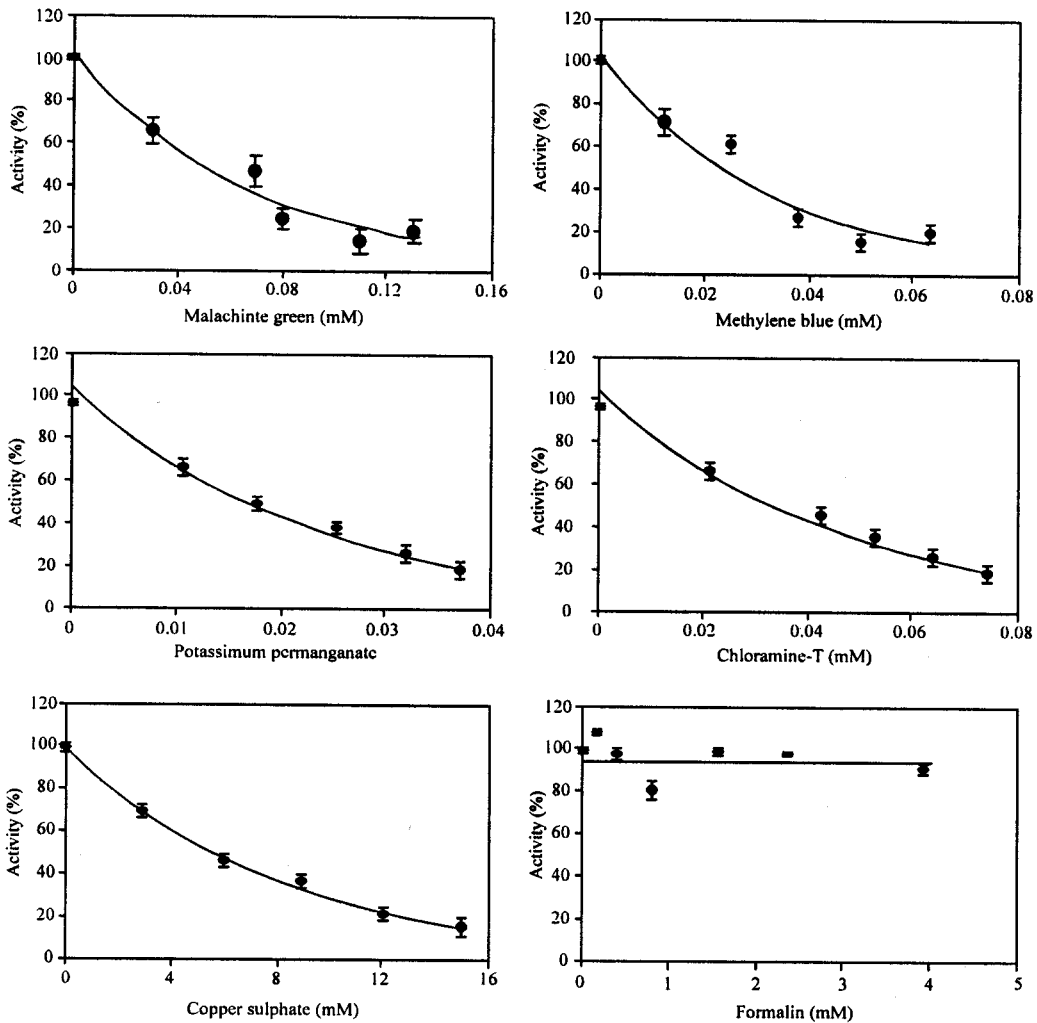 120
100
80
60
40
20
0
Activity (%)
0 0.04 0.08 0.12 0.16
Malachinte green (mM)
120
100
80
60
40
20
0
Activity (%)
0 0.02 0.04 0.06 0.08
Methylene blue (mM)
120
100
80
60
40
20
0
Activity (%)
0 0.01 0.02 0.03 0.04
Potassimum permanganate
120
100
80
60
40
20
0
Activity (%)
0 0.02 0.04 0.06 0.08
Chloramine-T (mM)
120
100
80
60
40
20
0
Activity (%)
0 4 8 12 16
Copper sulphate (mM)
120
100
80
60
40
20
0
Activity (%)
0 1 2 3 4 5
Formalin (mM)